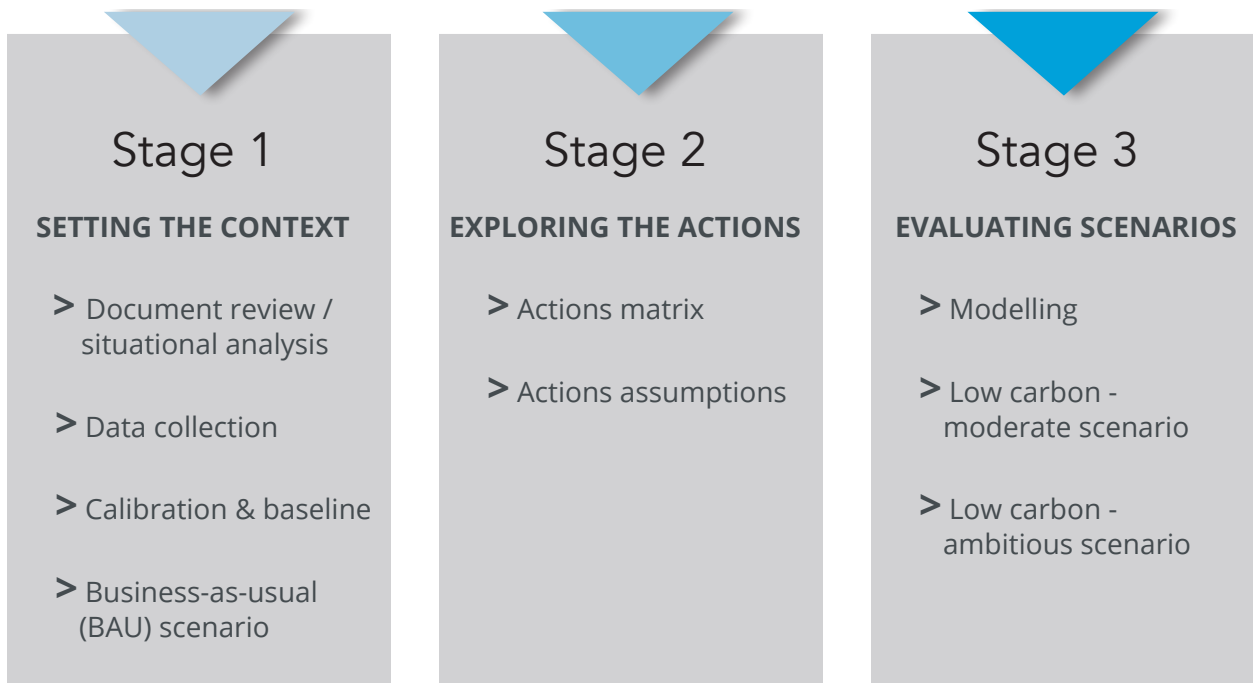 Stage 1
SETTING THE CONTEXT
> Document review /
situational analysis
> Data collection
> Calibration & baseline
> Business-as-usual
(BAU) scenario
Stage 2
EXPLORING THE ACTIONS
> Actions matrix
> Actions assumptions
Stage 3
EVALUATING SCENARIOS
> Modelling
> Low carbon -
moderate scenario
> Low carbon -
ambitious scenario